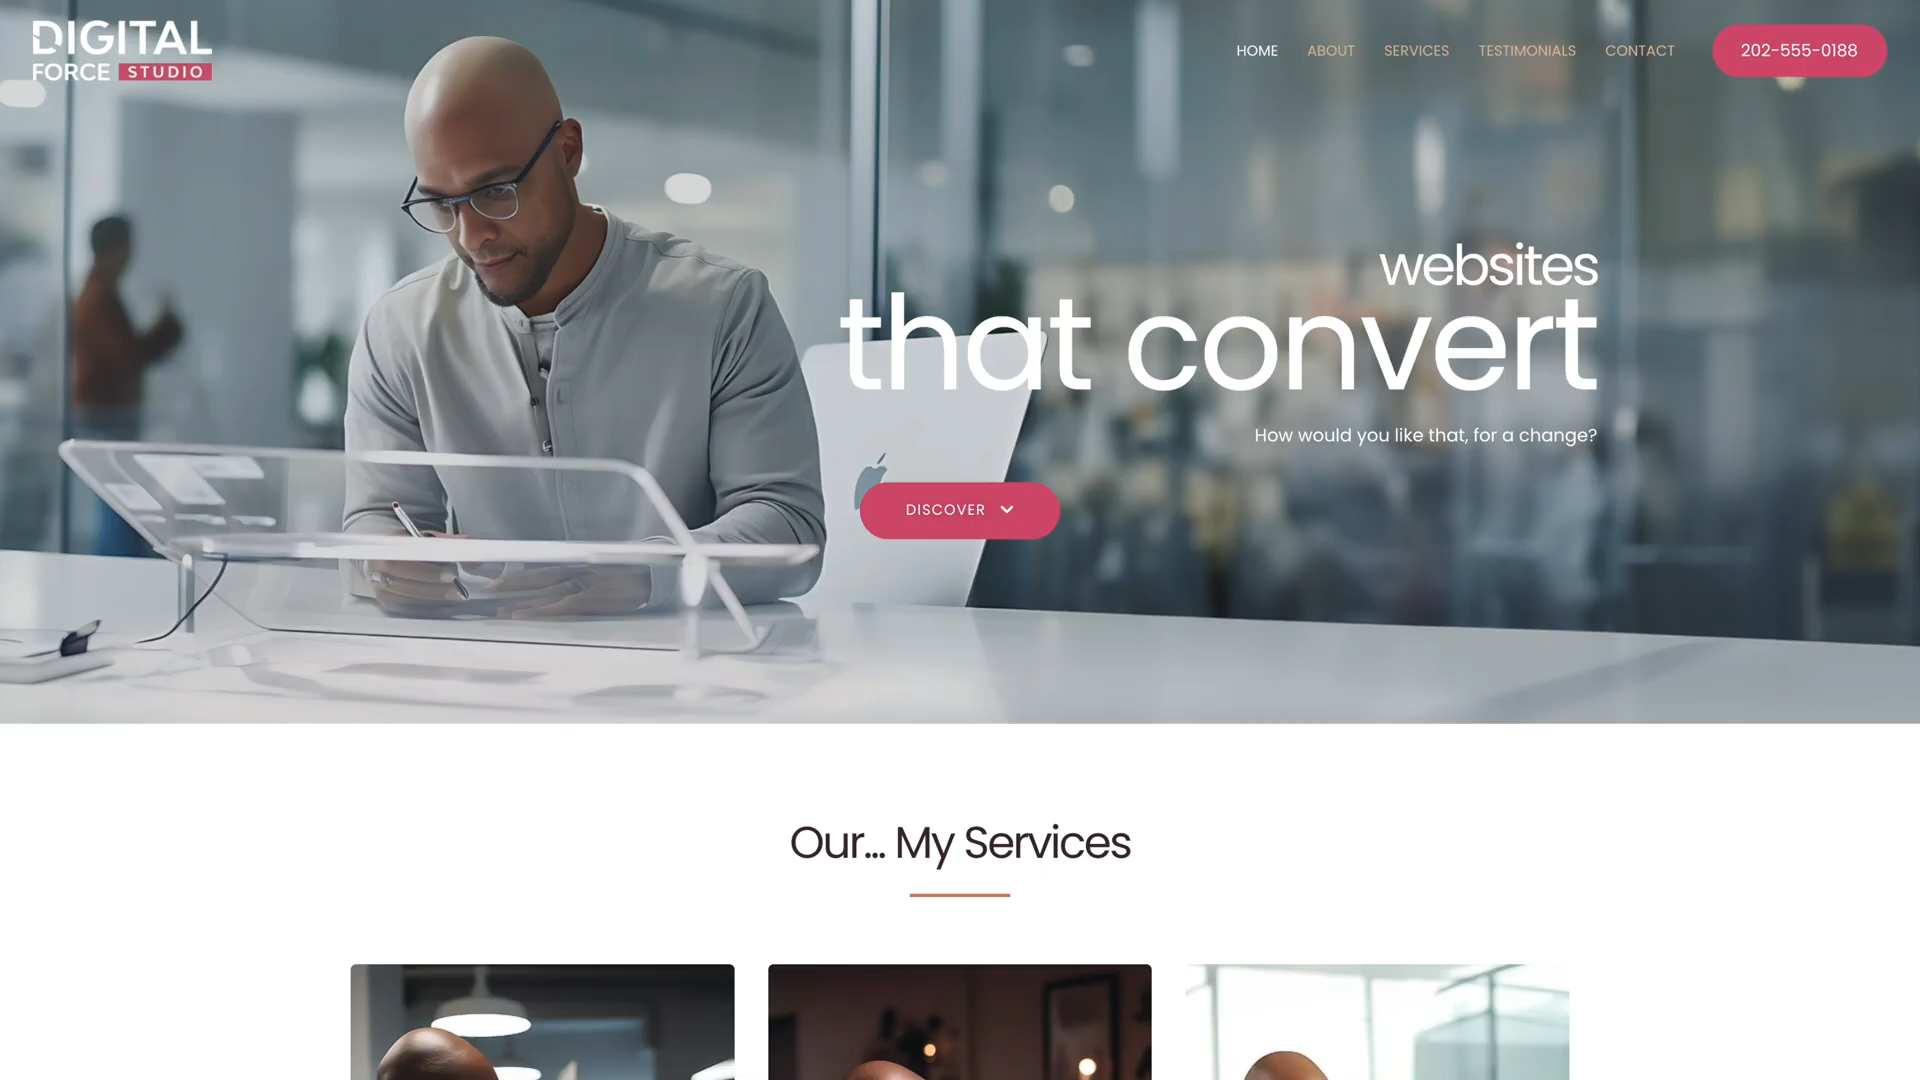 DIGITAL
FORCE STUDIO
HOME ABOUT SERVICES TESTIMONIALS CONTACT 202-555-0188
websites
that convert
How would you like that, for a change?
DISCOVER
Our... My Services